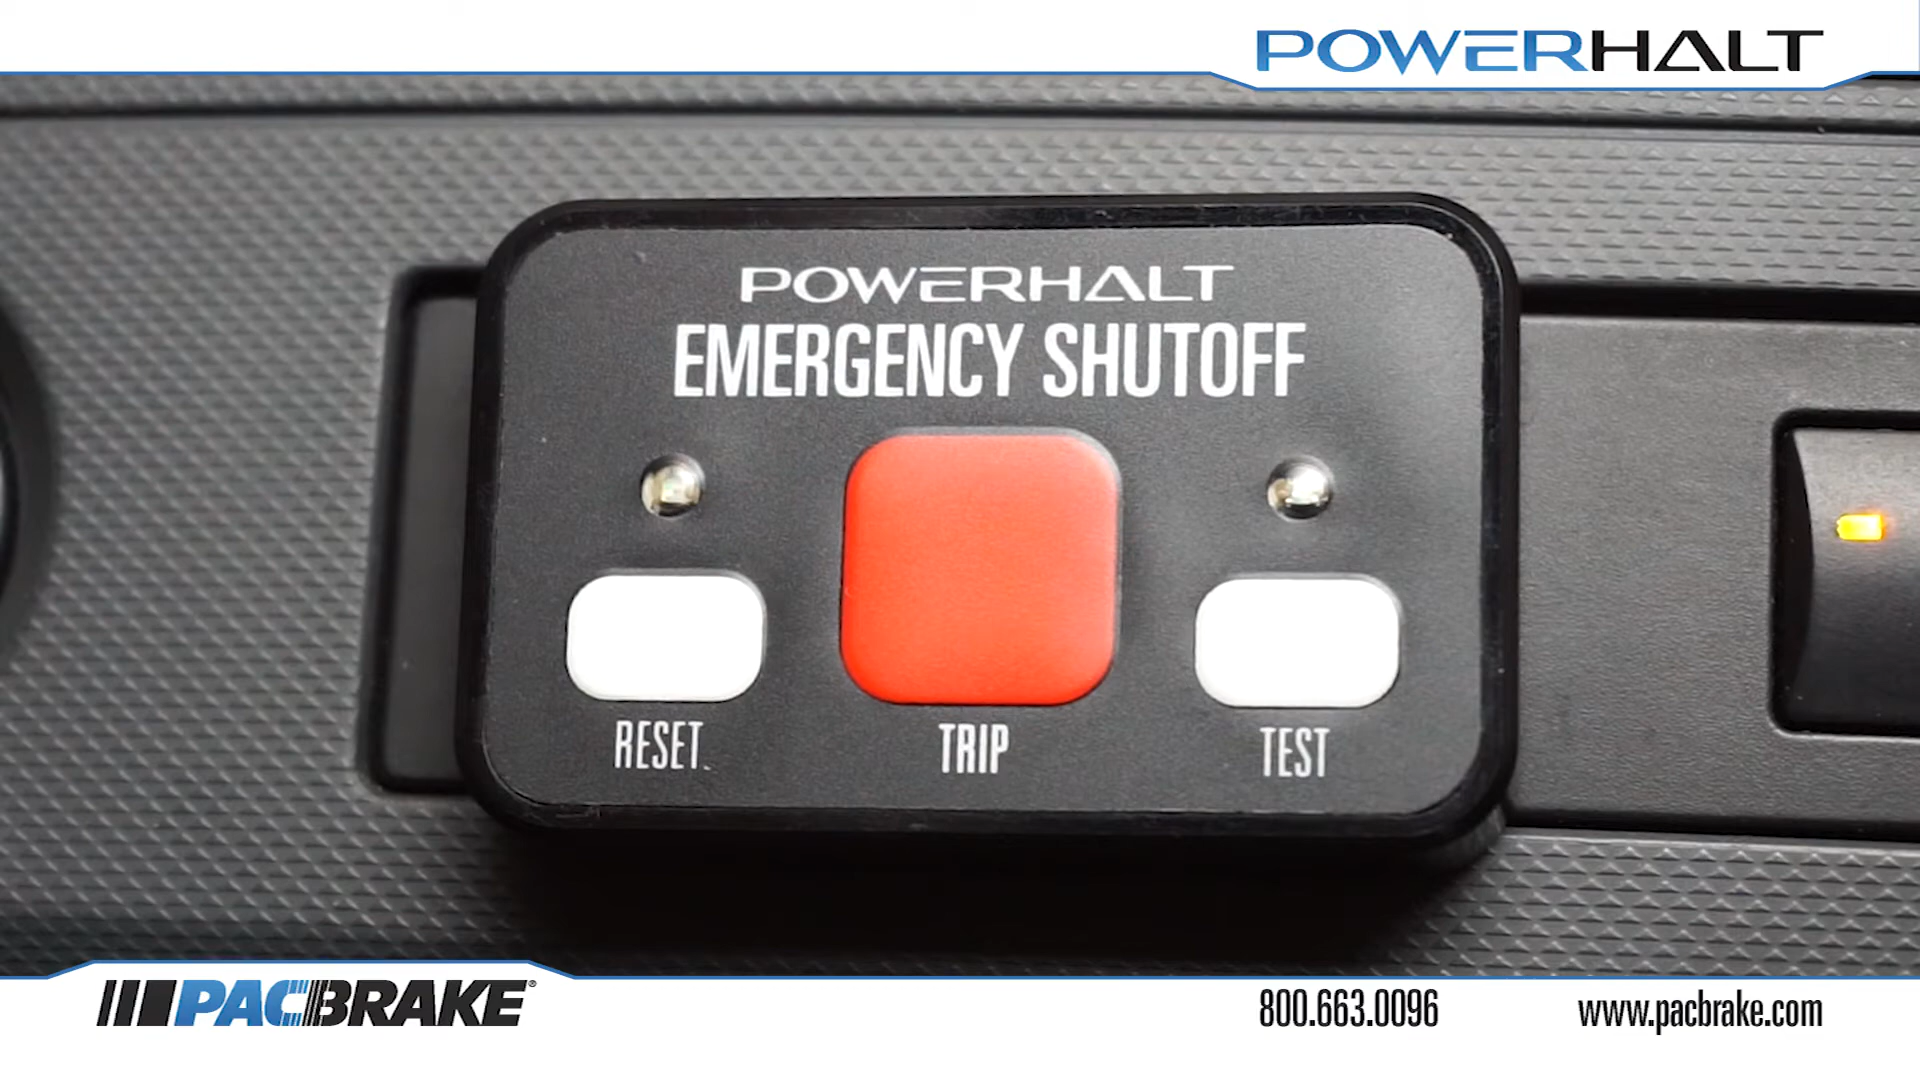 POWERHALT
POWERHALT
EMERGENCY SHUTOFF
RESET
TRIP
TEST
PACBRAKE®
800.663.0096
www.pacbrake.com